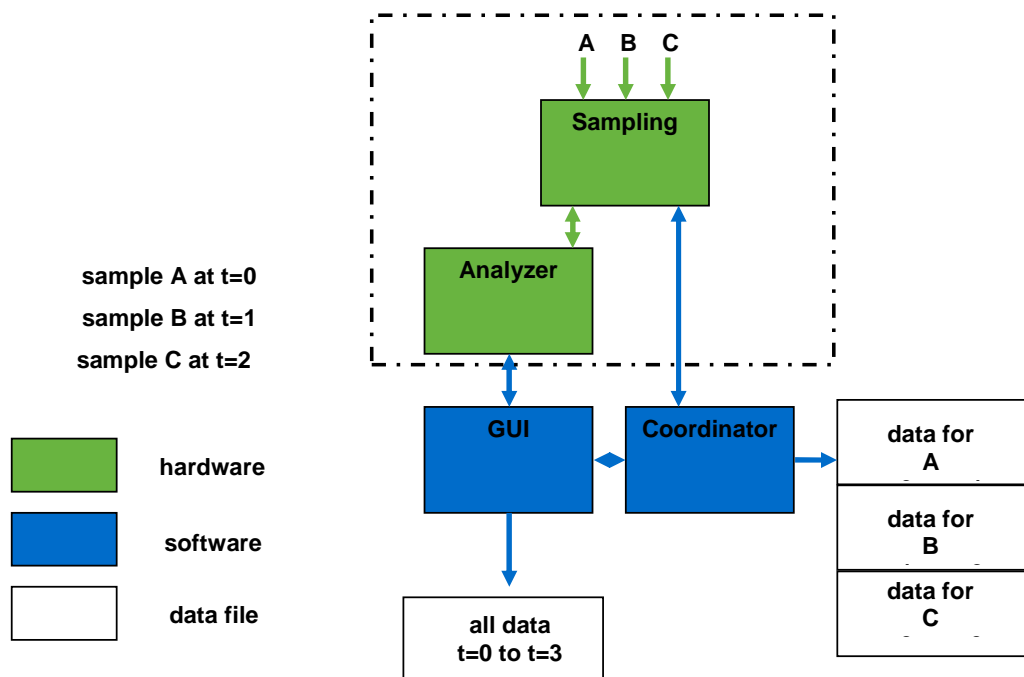 A B C
Sampling
Analyzer
sample A at t=0
sample B at t=1
sample C at t=2
GUI
Coordinator
data for
A
data for
B
data for
C
hardware
software
data file
all data
t=0 to t=3